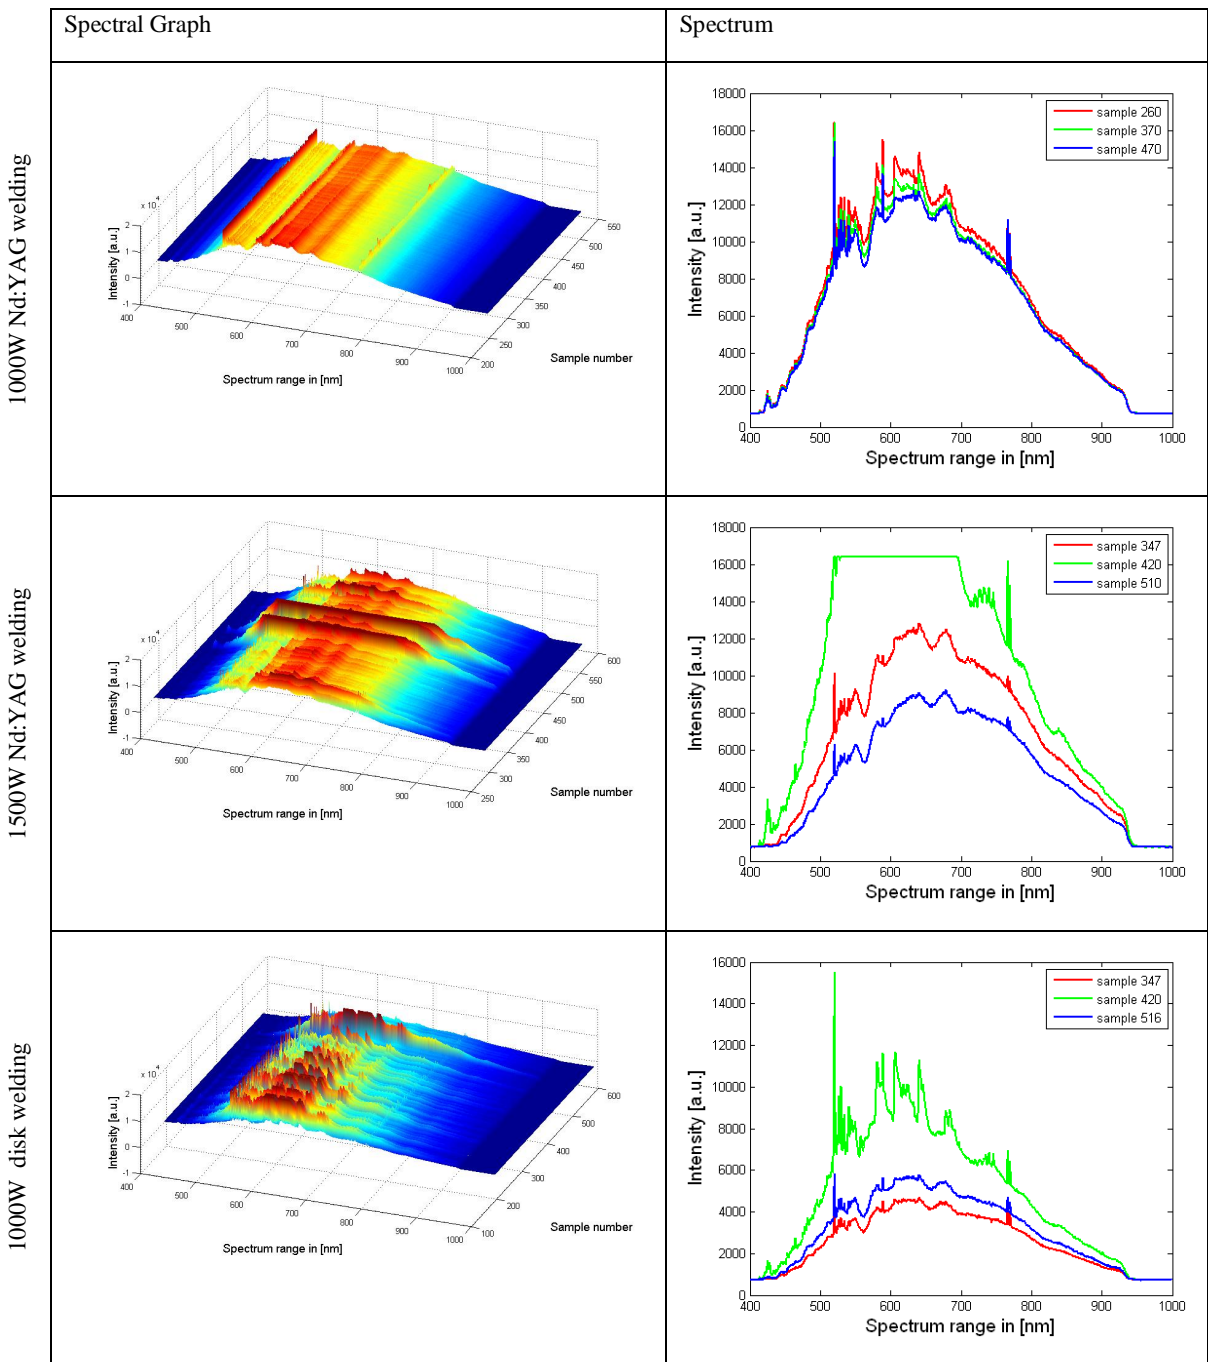 Spectral Graph
Spectrum
1000W Nd:YAG welding
x 10 4
2
1
0
-1
Intensity [a.u.]
400
500
600
700
800
900
1000
200
250
300
350
400
450
500
550
Sample number
Spectrum range in [nm]
18000
16000
14000
12000
10000
8000
6000
4000
2000
0
Intensity [a.u.]
sample 260
sample 370
sample 470
400 500 600 700 800 900 1000
Spectrum range in [nm]
1500W Nd:YAG welding
x 10 4
2
1
0
-1
Intensity [a.u.]
400
500
600
700
800
900
1000
250
300
350
400
450
500
550
600
Sample number
Spectrum range in [nm]
18000
16000
14000
12000
10000
8000
6000
4000
2000
0
Intensity [a.u.]
sample 347
sample 420
sample 510
400 500 600 700 800 900 1000
Spectrum range in [nm]
1000W disk welding
x 10 4
2
1
0
-1
Intensity [a.u.]
400
500
600
700
800
900
1000
100
200
300
400
500
600
Sample number
Spectrum range in [nm]
16000
14000
12000
10000
8000
6000
4000
2000
0
Intensity [a.u.]
sample 347
sample 420
sample 516
400 500 600 700 800 900 1000
Spectrum range in [nm]